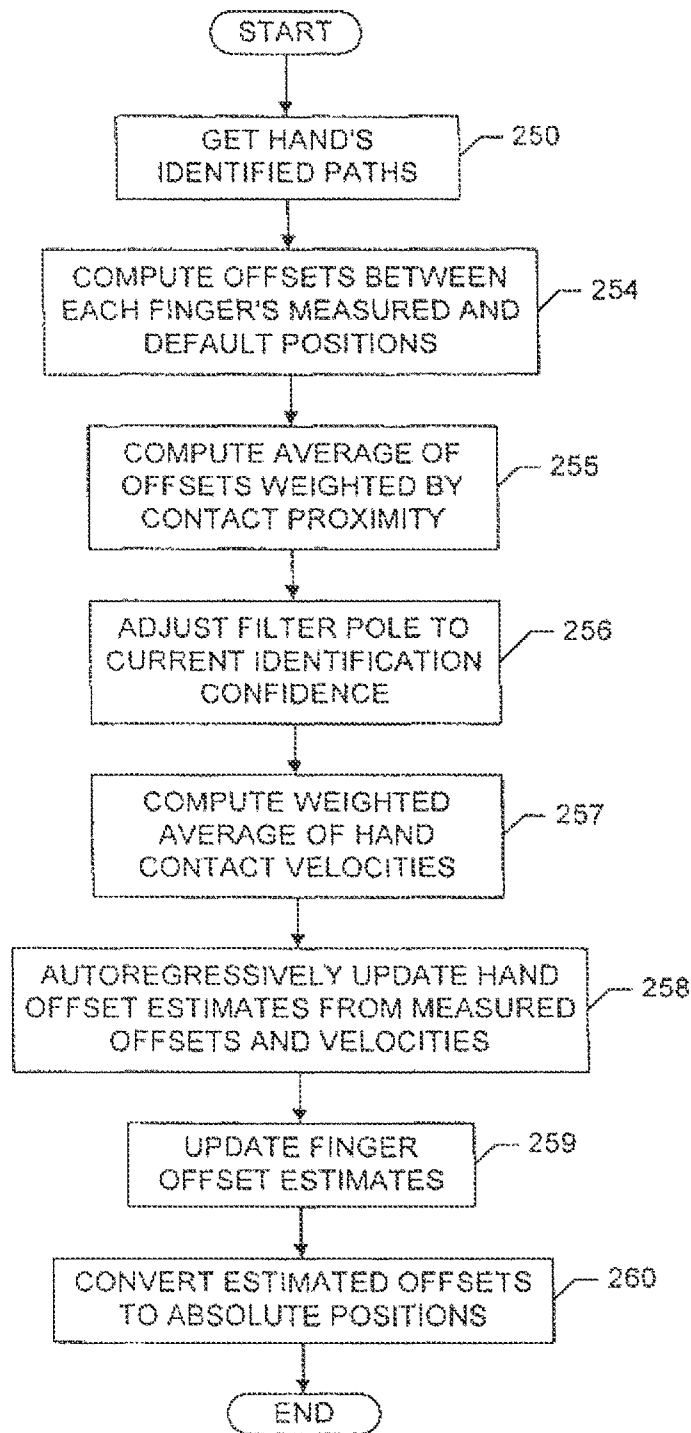 START
GET HAND'S
IDENTIFIED PATHS
250
COMPUTE OFFSETS BETWEEN
EACH FINGER'S MEASURED AND
DEFAULT POSITIONS
254
COMPUTE AVERAGE OF
OFFSETS WEIGHTED BY
CONTACT PROXIMITY
255
ADJUST FILTER POLE TO
CURRENT IDENTIFICATION
CONFIDENCE
256
COMPUTE WEIGHTED
AVERAGE OF HAND
CONTACT VELOCITIES
257
AUTOREGRESSIVELY UPDATE HAND
OFFSET ESTIMATES FROM MEASURED
OFFSETS AND VELOCITIES
258
UPDATE FINGER
OFFSET ESTIMATES
259
CONVERT ESTIMATED OFFSETS
TO ABSOLUTE POSITIONS
260
END